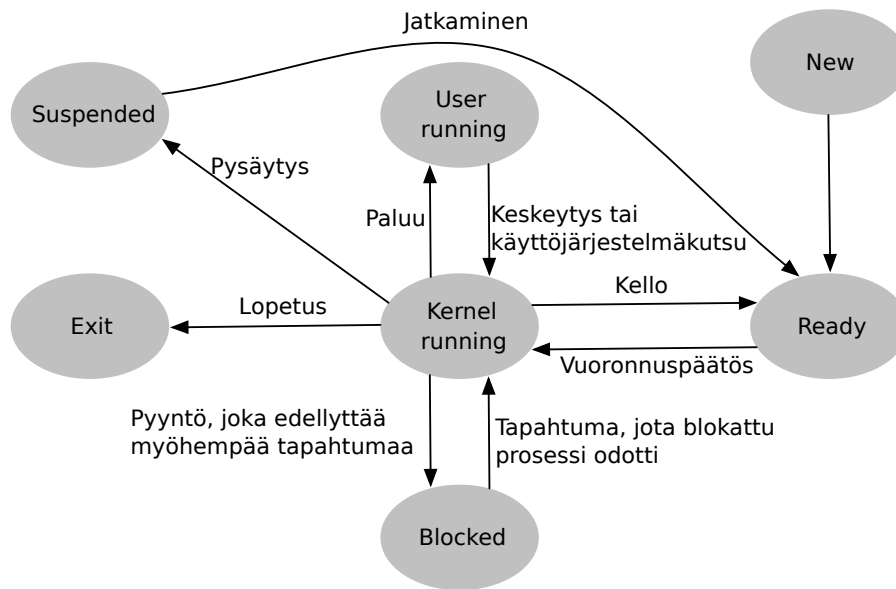 Jatkaminen
New
Suspended
User
running
Pysäytys
Paluu
Keskeytys tai
käyttöjärjestelmäkutsu
Kello
Lopetus
Exit
Kernel
running
Ready
Vuoronnuspäätös
Pyyntö, joka edellyttää
myöhempää tapahtumaa
Tapahtuma, jota blokattu
prosessi odotti
Blocked